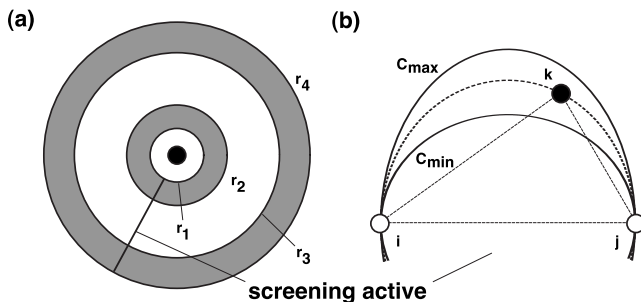 (a)
r4
r2
r1
r3
(b)
Cmax
k
Cmin
i
j
screening active